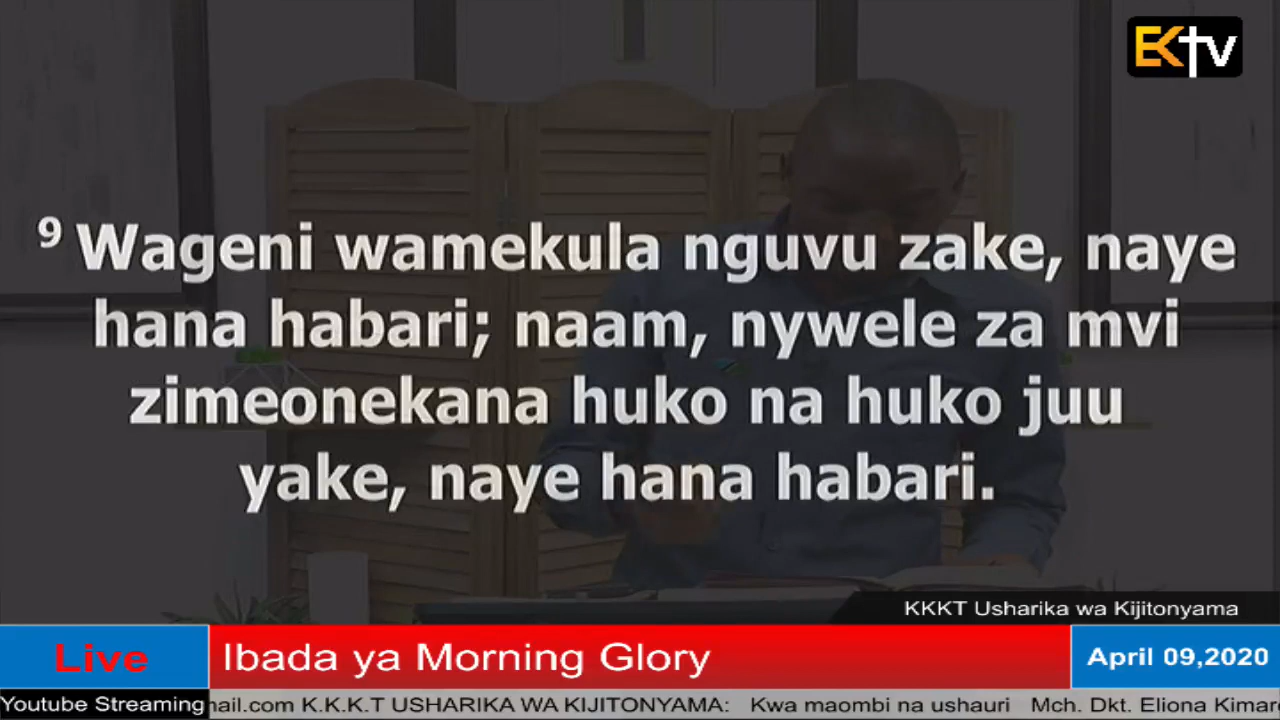 EKtv
9 Wageni wamekula nguvu zake, naye
hana habari; naam, nywele za mvi
zimeonekana huko na huko juu
yake, naye hana habari.
KKKT Usharika wa Kijitonyama
Live
Ibada ya Morning Glory
April 09,2020
Youtube Streaming
mail.com K.K.K.T USHARIKA WA KIJITONYAMA: Kwa maombi na ushauri Mch. Dkt. Eliona Kimar